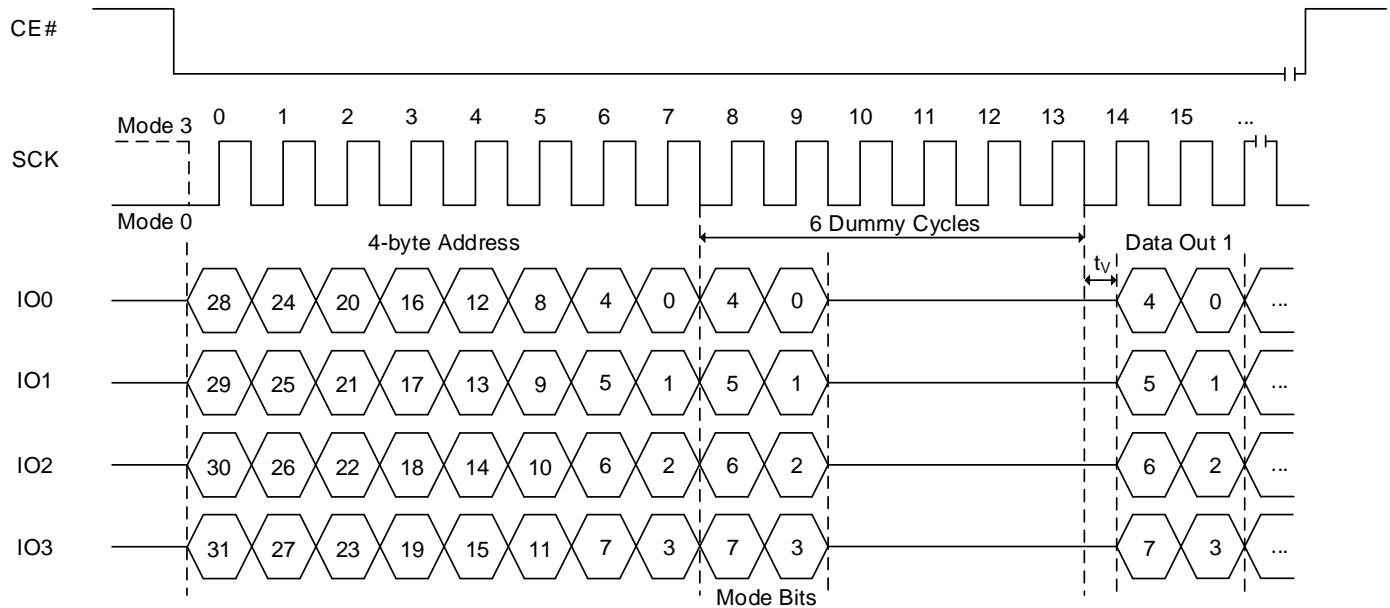 CE#
0 1 2 3 4 5 6 7 8 9 10 11 12 13 14 15 ...
Mode 3
SCK
Mode 0
6 Dummy Cycles
4-byte Address
Data Out 1
tV
IO0 28 24 20 16 12 8 4 0 4 0 4 0 ...
IO1 29 25 21 17 13 9 5 1 5 1 5 1 ...
IO2 30 26 22 18 14 10 6 2 6 2 6 2 ...
IO3 31 27 23 19 15 11 7 3 7 3 7 3 ...
Mode Bits